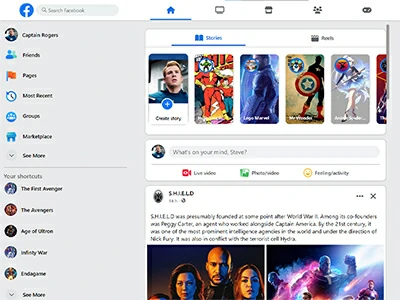 Search Facebook
Captain Rogers
Friends
Pages
Most Recent
Groups
Marketplace
See More
Your shortcuts
The First Avenger
The Avengers
Age of Ultron
Infinity War
Endagame
See More
Stories
Reels
Create story
Lego Marvel
What's on your mind, Steve?
Live video
Photo/video
Feeling/activity
S.H.I.E.L.D
S.H.I.E.L.D was presumably founded at some point after World War II. Among its co-founders
was Peggy Carter, an agent who worked alongside Captain America. By the 21st century, it
was one of the most prominent intelligence agencies in the world and under the direction of
Nick Fury. It was also in conflict with the terrorist cell Hydra.